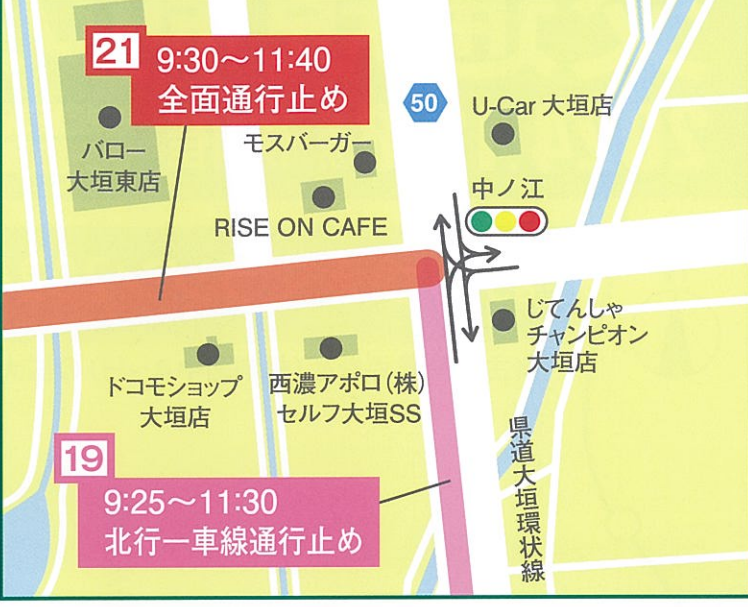 21
9:30～11:40
全面通行止め
50
U-Car 大垣店
バロー
大垣東店
モスバーガー
中ノ江
RISE ON CAFE
じてんしゃ
チャンピオン
大垣店
ドコモショップ
大垣店
西濃アポロ(株)
セルフ大垣SS
19
9:25～11:30
北行一車線通行止め
県道大垣環状線